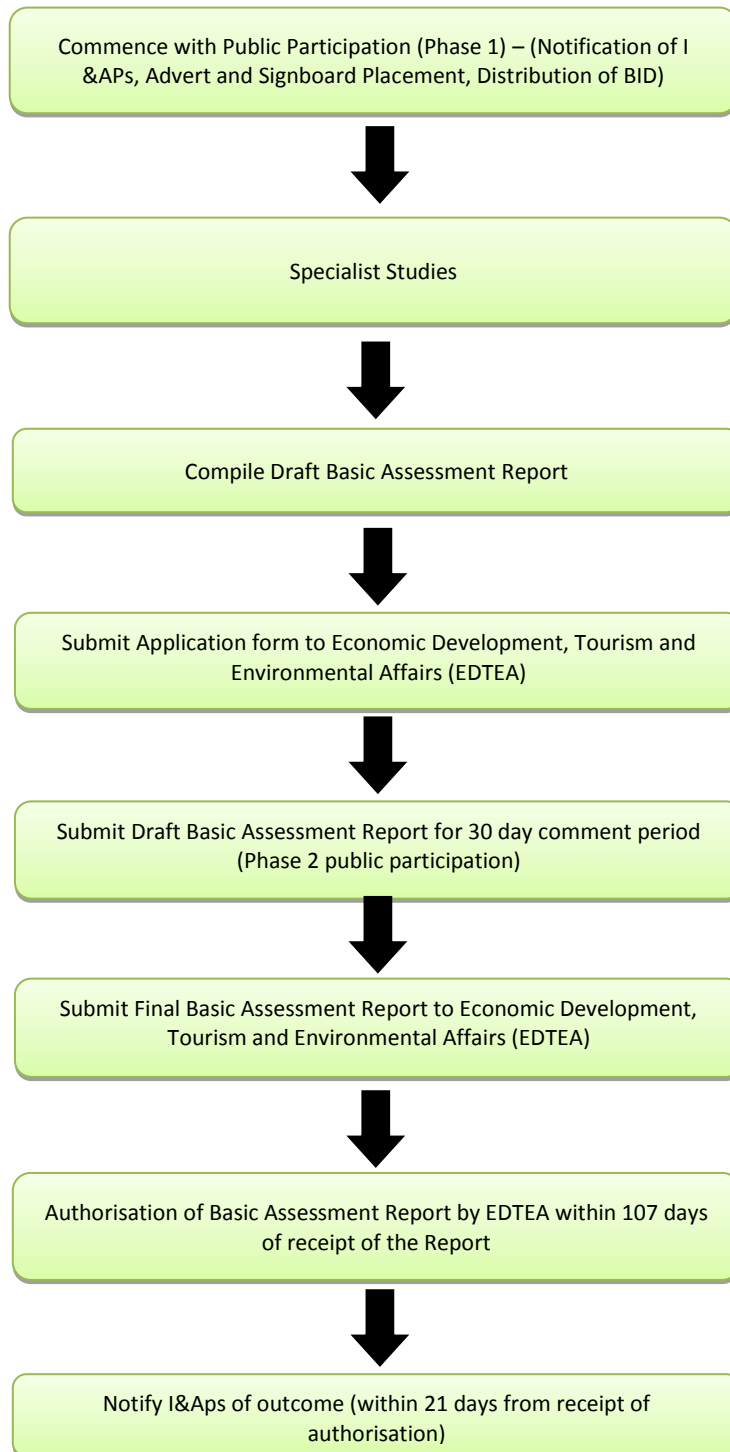 Commence with Public Participation (Phase 1) – (Notification of I
&APs, Advert and Signboard Placement, Distribution of BID)
Specialist Studies
Compile Draft Basic Assessment Report
Submit Application form to Economic Development, Tourism and
Environmental Affairs (EDTEA)
Submit Draft Basic Assessment Report for 30 day comment period
(Phase 2 public participation)
Submit Final Basic Assessment Report to Economic Development,
Tourism and Environmental Affairs (EDTEA)
Authorisation of Basic Assessment Report by EDTEA within 107 days
of receipt of the Report
Notify I&Aps of outcome (within 21 days from receipt of
authorisation)